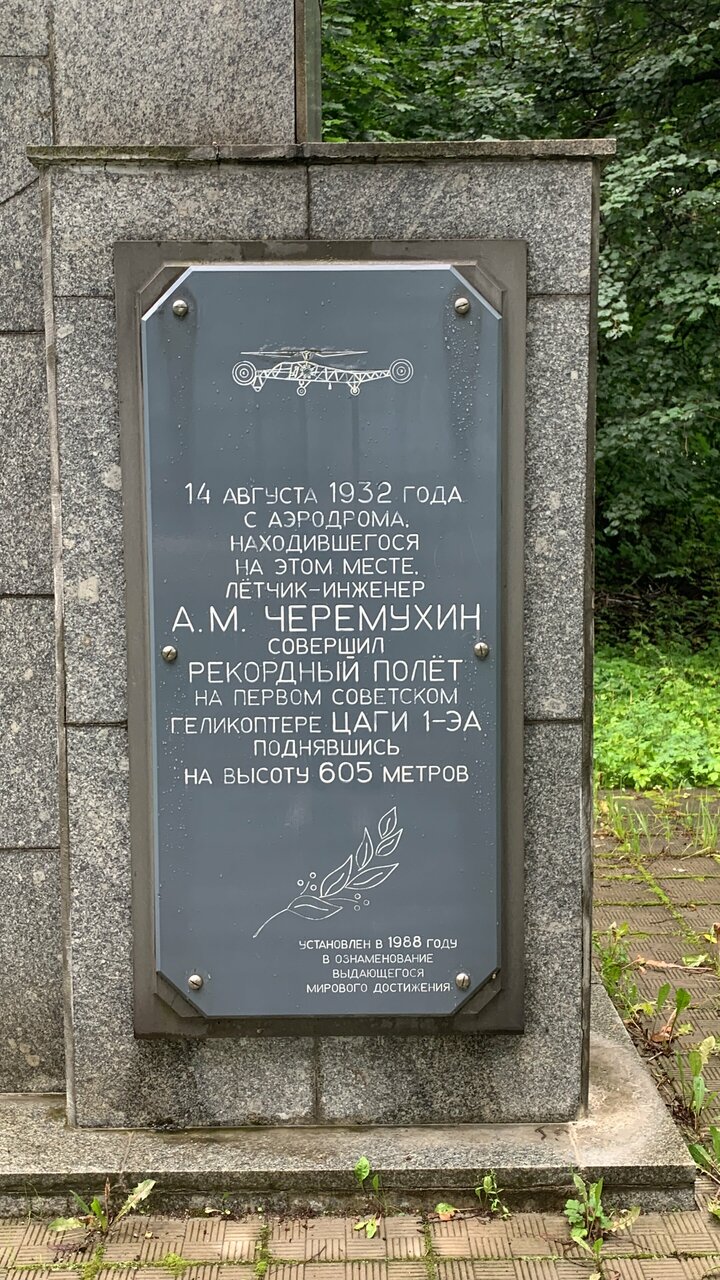 14 АВГУСТА 1932 ГОДА
С АЭРОДРОМА,
НАХОДИВШЕГОСЯ
НА ЭТОМ МЕСТЕ,
ЛЁТЧИК-ИНЖЕНЕР
А.М. ЧЕРЕМУХИН
СОВЕРШИЛ
РЕКОРДНЫЙ ПОЛЁТ
НА ПЕРВОМ СОВЕТСКОМ
ГЕЛИКОПТЕРЕ ЦАГИ 1-ЭА
ПОДНЯВШИСЬ
НА ВЫСОТУ 605 МЕТРОВ
УСТАНОВЛЕН В 1988 ГОДУ
В ОЗНАМЕНОВАНИЕ
ВЫДАЮЩЕГОСЯ
МИРОВОГО ДОСТИЖЕНИЯ